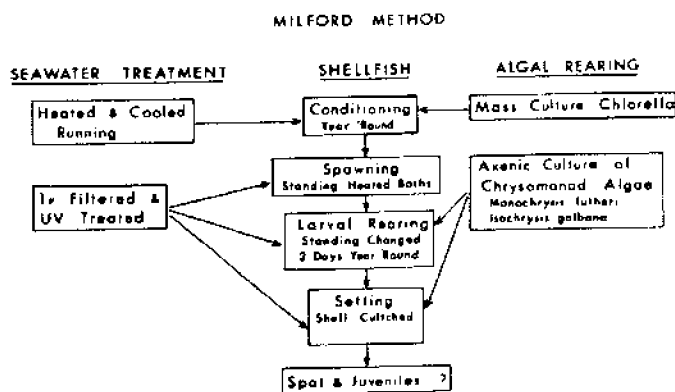 MILFORD METHOD
SEAWATER TREATMENT
SHELLFISH
ALGAL REARING
Heated & Cooled
Running
Conditioning
Year Round
Mass Culture Chlorella
Spawning
Standing Heated Baths
1µ Filtered &
UV Treated
Axenic Culture of
Chrysomonad Algae
Monochrysis lutheri
Isochrysis galbana
Larval Rearing
Standing Changed
2 Days Year Round
Setting
Shell Cultched
Spat & Juveniles ?